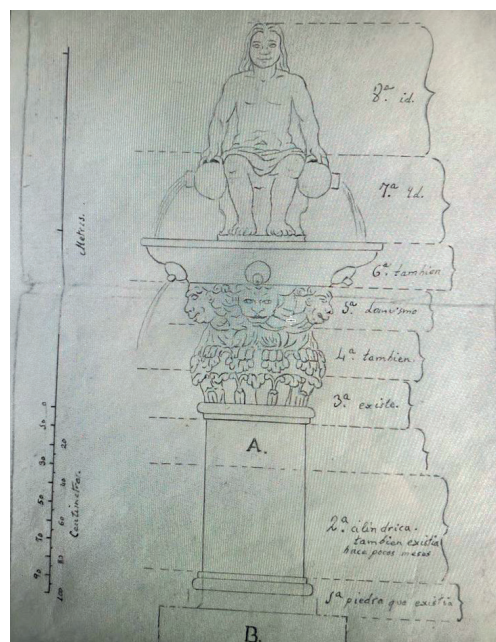 8ª. id.
7ª. id.
6ª. tambien
5ª. lo mismo
4ª. tambien.
3ª. existe.
A.
2ª. cilindrica.
tambien existia
hace pocos meses
1ª piedra que existia
B.
Metros.
Centimetros.
0
10
20
30
40
50
60
70
80
90
100